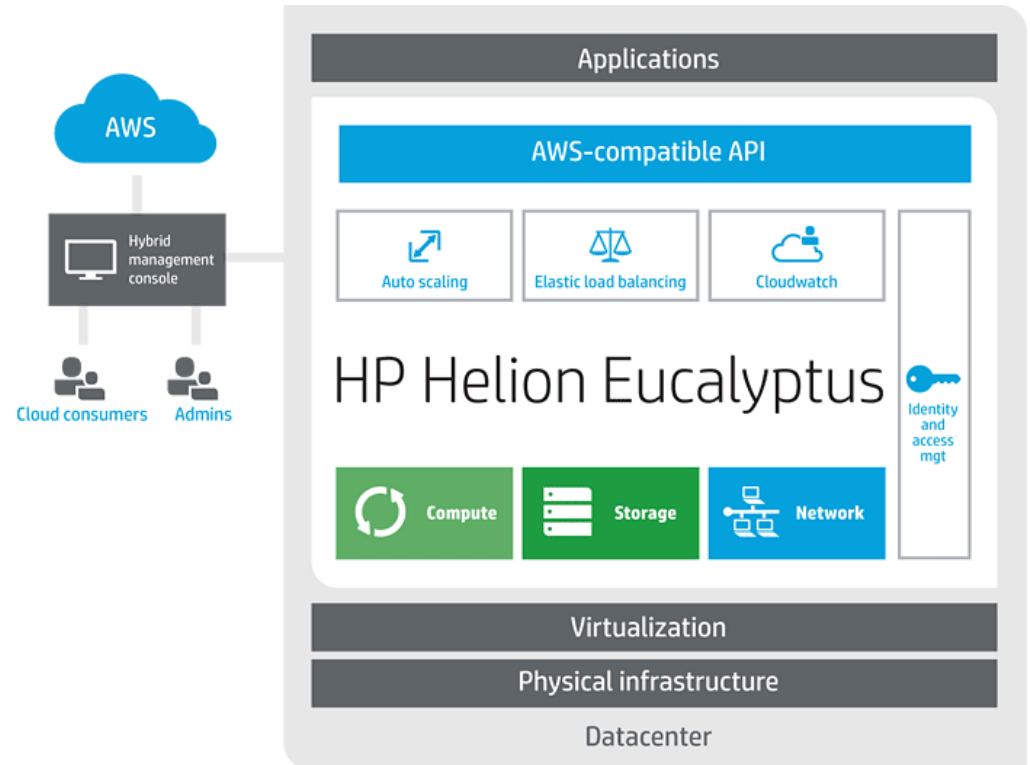 Applications
AWS
AWS-compatible API
Hybrid
management
console
Auto scaling
Elastic load balancing
Cloudwatch
HP Helion Eucalyptus
Identity
and
access
mgt
Cloud consumers
Admins
Compute
Storage
Network
Virtualization
Physical infrastructure
Datacenter